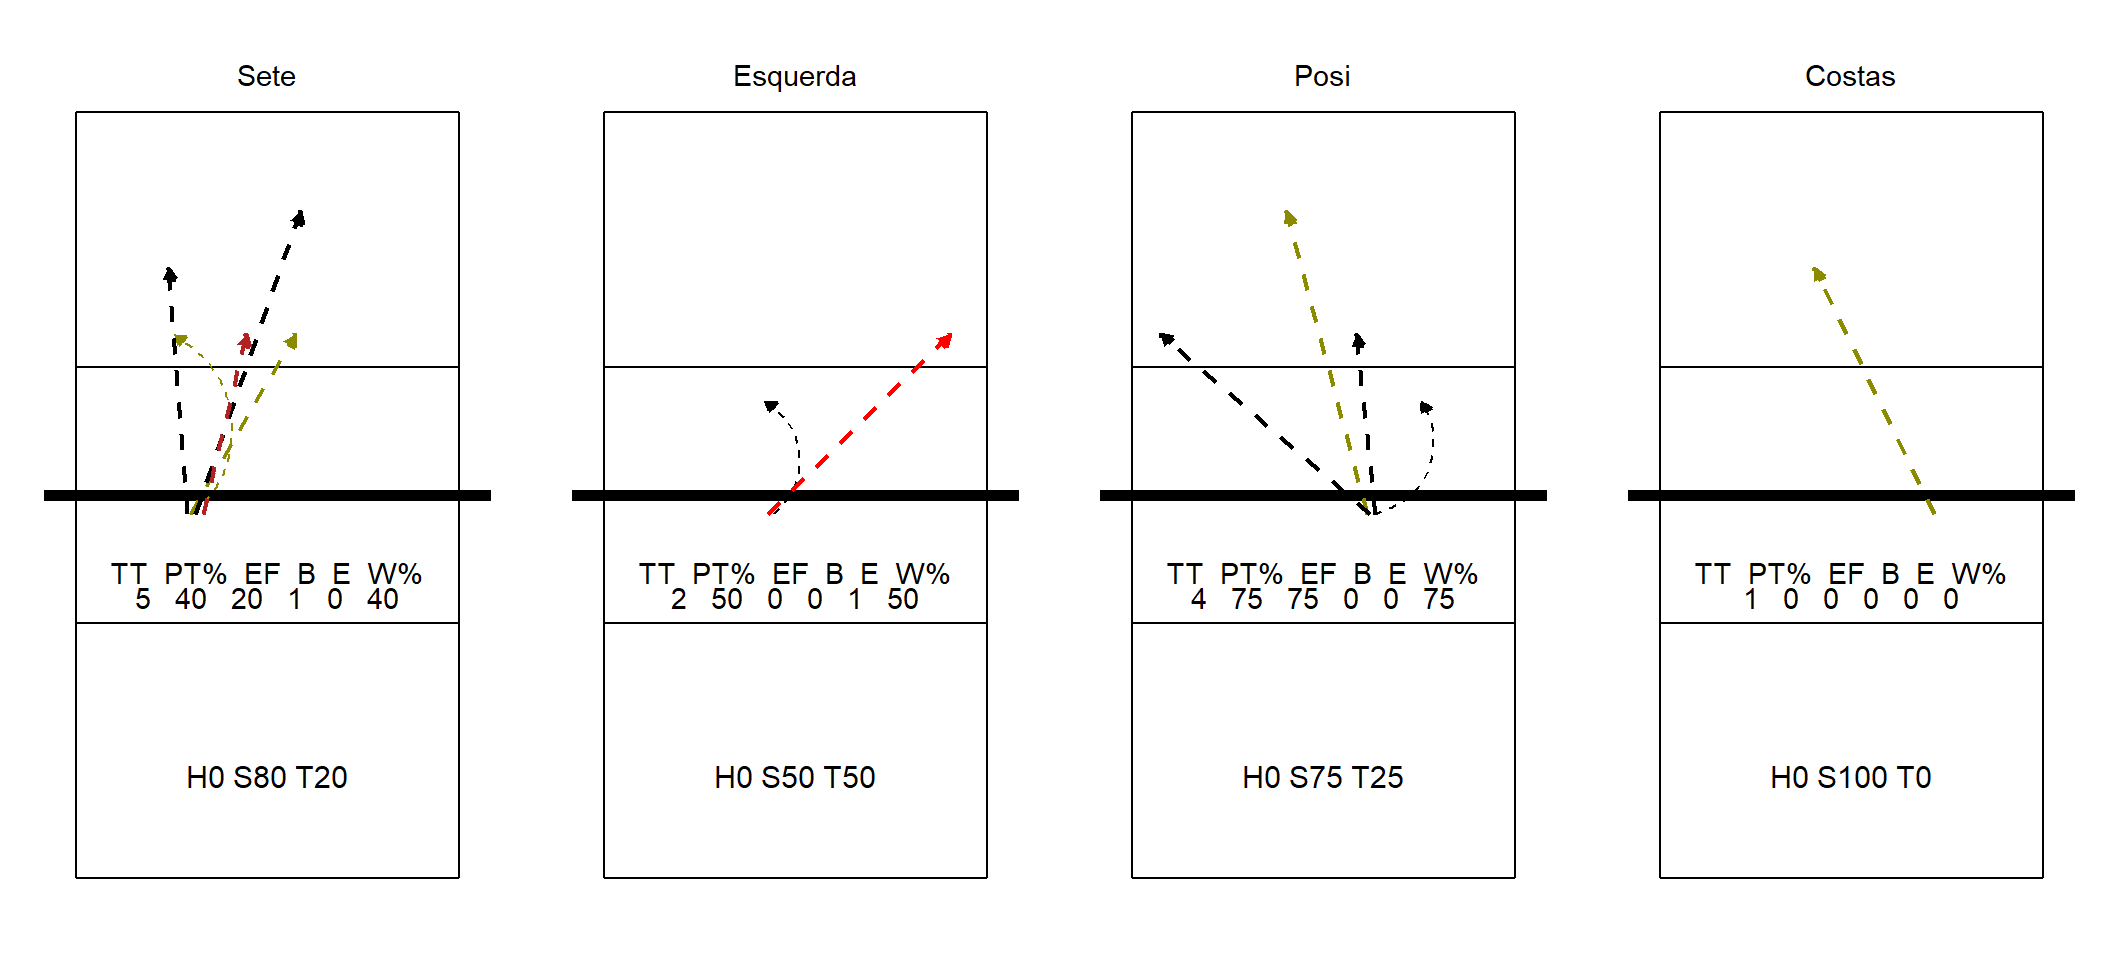 Sete
TT PT% EF B E W%
5 40 20 1 0 40
H0 S80 T20
Esquerda
TT PT% EF B E W%
2 50 0 0 1 50
H0 S50 T50
Posi
TT PT% EF B E W%
4 75 75 0 0 75
H0 S75 T25
Costas
TT PT% EF B E W%
1 0 0 0 0 0
H0 S100 T0